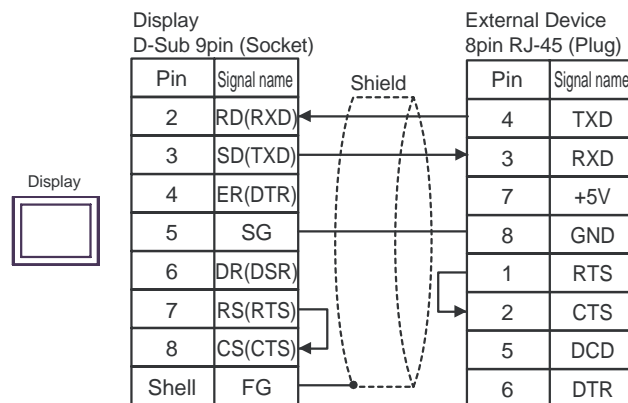 Display
D-Sub 9pin (Socket)
External Device
8pin RJ-45 (Plug)
Pin Signal name
Shield
Pin Signal name
2 RD(RXD)
4 TXD
3 SD(TXD)
3 RXD
Display
4 ER(DTR)
7 +5V
5 SG
8 GND
6 DR(DSR)
1 RTS
7 RS(RTS)
2 CTS
8 CS(CTS)
5 DCD
Shell FG
6 DTR